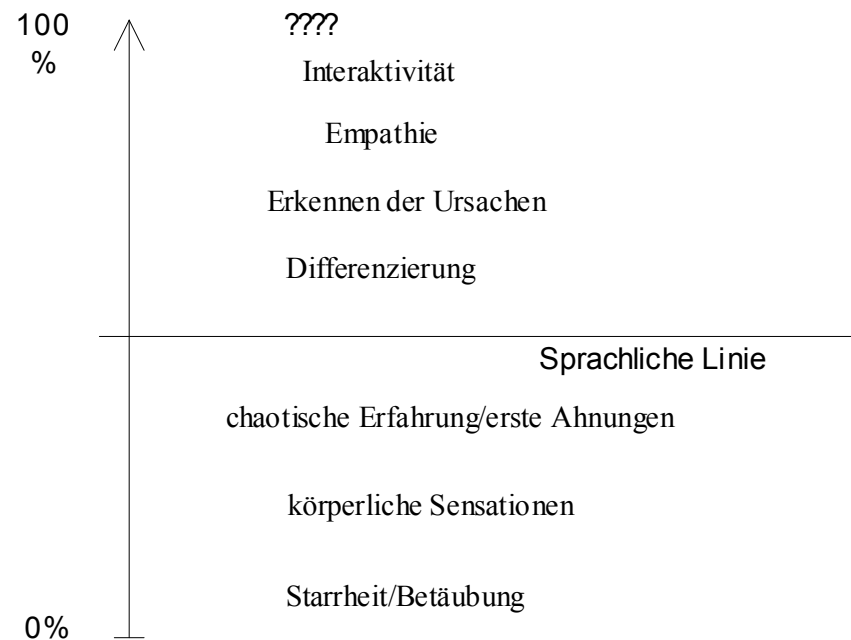 100
%
????
Interaktivität
Empathie
Erkennen der Ursachen
Differenzierung
Sprachliche Linie
chaotische Erfahrung/erste Ahnungen
körperliche Sensationen
Starrheit/Betäubung
0%